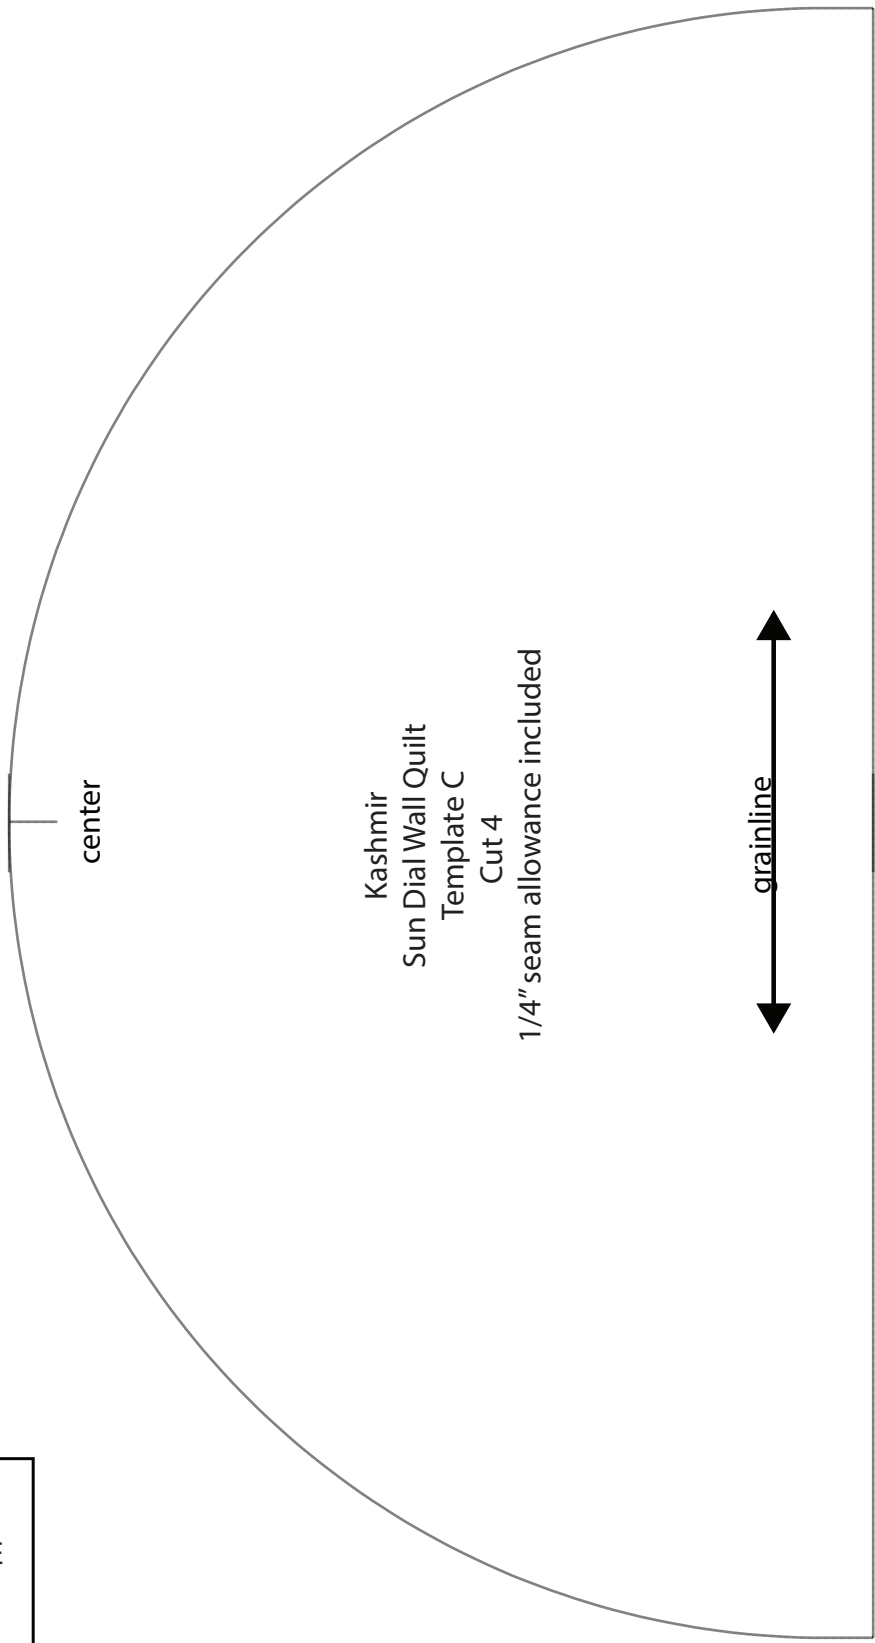 center
Kashmir
Sun Dial Wall Quilt
Template C
Cut 4
1/4” seam allowance included
grainline